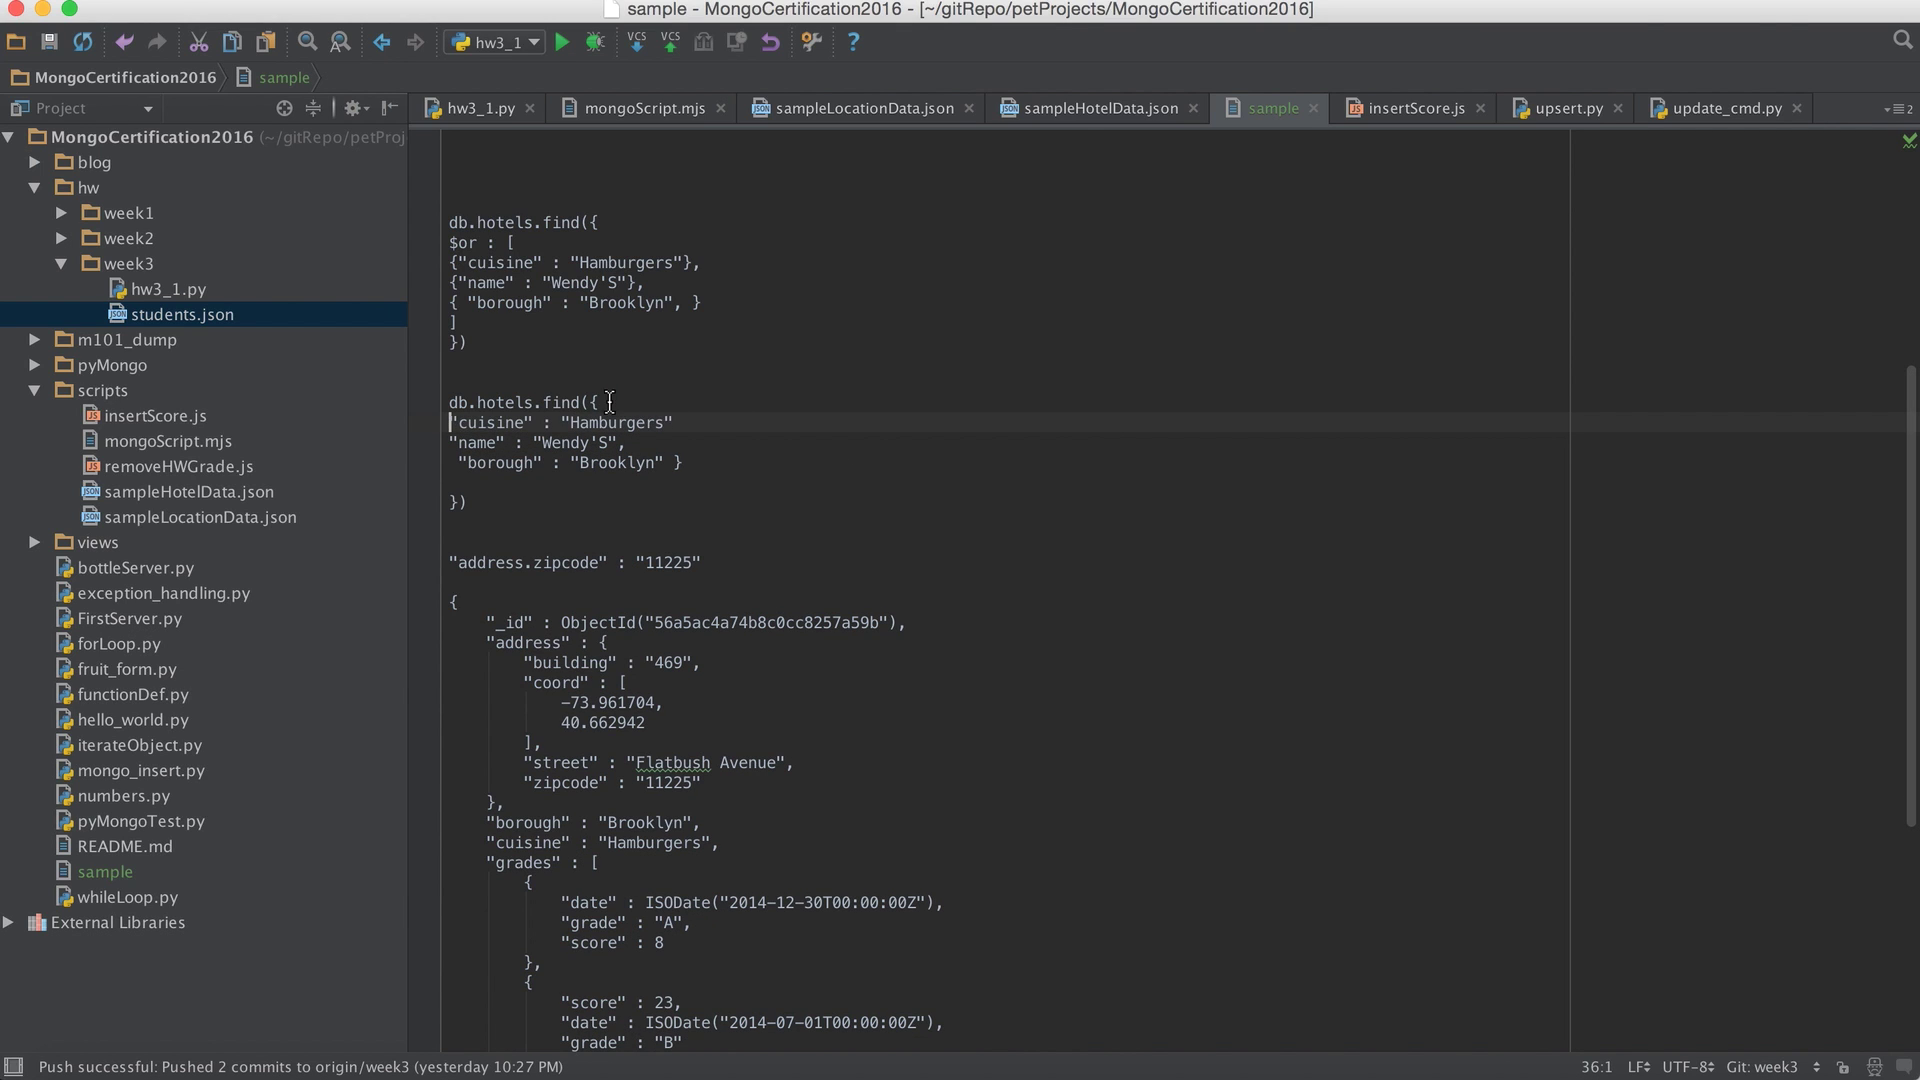 sample - MongoCertification2016 - [~/gitRepo/petProjects/MongoCertification2016]
hw3_1
VCS VCS
?
MongoCertification2016 sample
Project
hw3_1.py mongoScript.mjs sampleLocationData.json sampleHotelData.json sample insertScore.js upsert.py update_cmd.py
2
MongoCertification2016 (~/gitRepo/petProj
blog
hw
week1
week2
week3
hw3_1.py
students.json
m101_dump
pyMongo
scripts
insertScore.js
mongoScript.mjs
removeHWGrade.js
sampleHotelData.json
sampleLocationData.json
views
bottleServer.py
exception_handling.py
FirstServer.py
forLoop.py
fruit_form.py
functionDef.py
hello_world.py
iterateObject.py
mongo_insert.py
numbers.py
pyMongoTest.py
README.md
sample
whileLoop.py
External Libraries
db.hotels.find({
$or : [
{"cuisine" : "Hamburgers"},
{"name" : "Wendy'S"},
{ "borough" : "Brooklyn", }
]
})
db.hotels.find({
"cuisine" : "Hamburgers"
"name" : "Wendy'S",
"borough" : "Brooklyn" }
})
"address.zipcode" : "11225"
{
"_id" : ObjectId("56a5ac4a74b8c0cc8257a59b"),
"address" : {
"building" : "469",
"coord" : [
-73.961704,
40.662942
],
"street" : "Flatbush Avenue",
"zipcode" : "11225"
},
"borough" : "Brooklyn",
"cuisine" : "Hamburgers",
"grades" : [
{
"date" : ISODate("2014-12-30T00:00:00Z"),
"grade" : "A",
"score" : 8
},
{
"score" : 23,
"date" : ISODate("2014-07-01T00:00:00Z"),
"grade" : "B"
Push successful: Pushed 2 commits to origin/week3 (yesterday 10:27 PM)
36:1 LF UTF-8 Git: week3